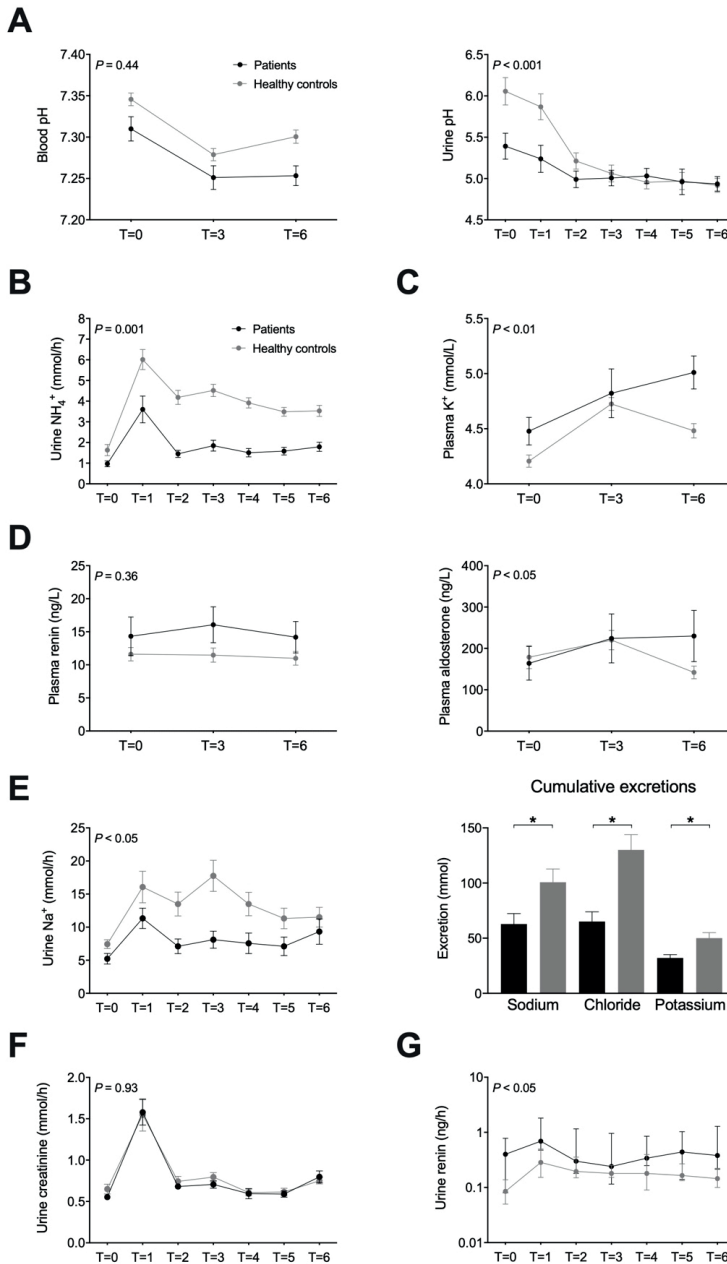 A
P = 0.44
Patients
Healthy controls
Blood pH
7.40
7.35
7.30
7.25
7.20
T=0 T=3 T=6
P < 0.001
Urine pH
6.5
6.0
5.5
5.0
4.5
T=0 T=1 T=2 T=3 T=4 T=5 T=6
B
P = 0.001
Patients
Healthy controls
Urine NH₄⁺ (mmol/h)
8
7
6
5
4
3
2
1
0
T=0 T=1 T=2 T=3 T=4 T=5 T=6
C
P < 0.01
Plasma K⁺ (mmol/L)
5.5
5.0
4.5
4.0
T=0 T=3 T=6
D
P = 0.36
Plasma renin (ng/L)
25
20
15
10
5
0
T=0 T=3 T=6
P < 0.05
Plasma aldosterone (ng/L)
400
300
200
100
0
T=0 T=3 T=6
E
P < 0.05
Urine Na⁺ (mmol/h)
25
20
15
10
5
0
T=0 T=1 T=2 T=3 T=4 T=5 T=6
Cumulative excretions
Excretion (mmol)
150
100
50
0
* * *
Sodium Chloride Potassium
F
P = 0.93
Urine creatinine (mmol/h)
2.0
1.5
1.0
0.5
0.0
T=0 T=1 T=2 T=3 T=4 T=5 T=6
G
P < 0.05
Urine renin (ng/h)
10
1
0.1
0.01
T=0 T=1 T=2 T=3 T=4 T=5 T=6